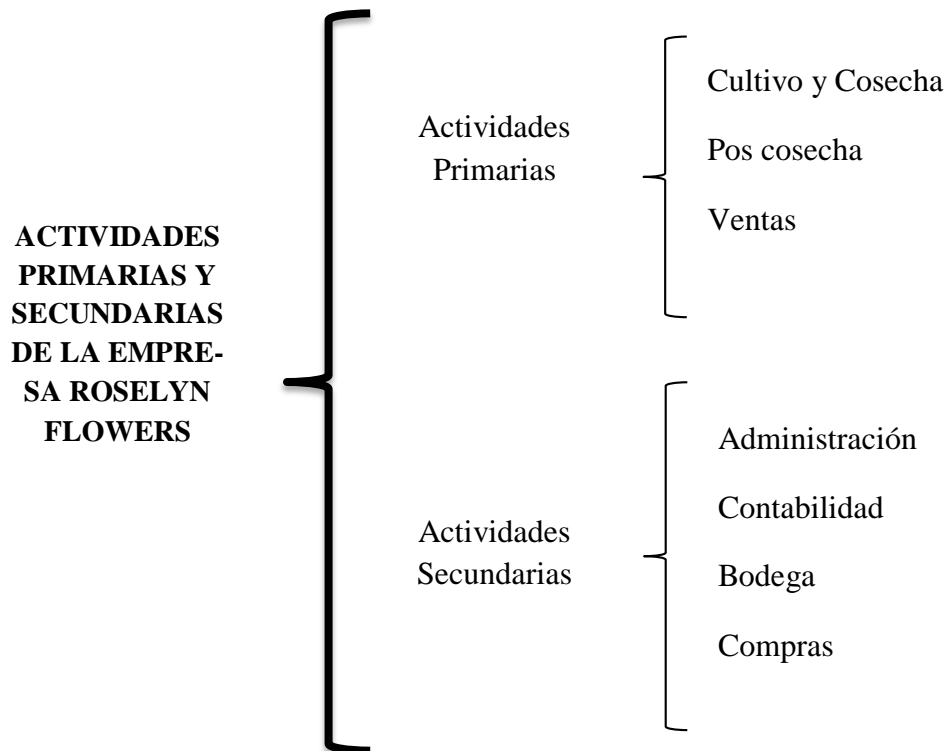 ACTIVIDADES
PRIMARIAS Y
SECUNDARIAS
DE LA EMPRE-
SA ROSELYN
FLOWERS
Actividades
Primarias
Cultivo y Cosecha
Pos cosecha
Ventas
Actividades
Secundarias
Administración
Contabilidad
Bodega
Compras